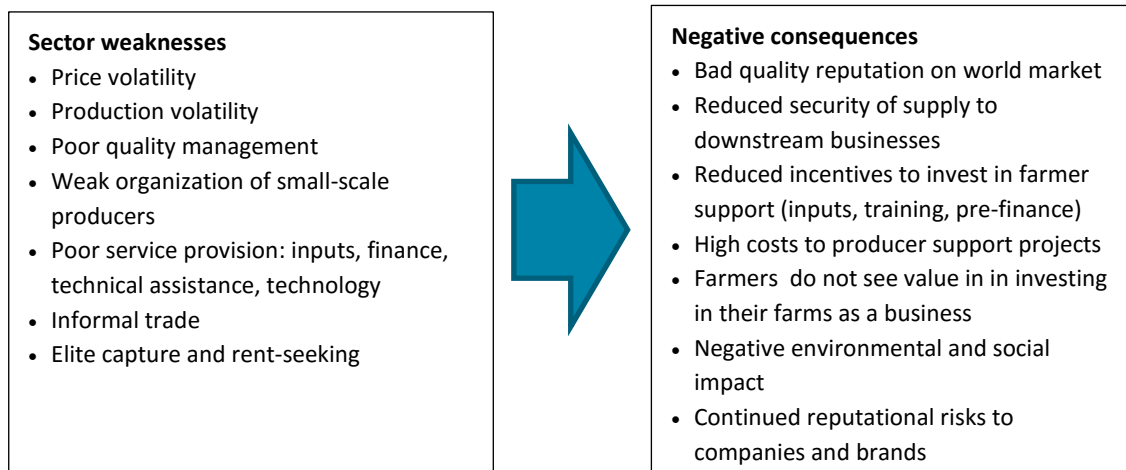 Sector weaknesses
• Price volatility
• Production volatility
• Poor quality management
• Weak organization of small-scale
producers
• Poor service provision: inputs, finance,
technical assistance, technology
• Informal trade
• Elite capture and rent-seeking
Negative consequences
• Bad quality reputation on world market
• Reduced security of supply to
downstream businesses
• Reduced incentives to invest in farmer
support (inputs, training, pre-finance)
• High costs to producer support projects
• Farmers  do not see value in in investing
in their farms as a business
• Negative environmental and social
impact
• Continued reputational risks to
companies and brands